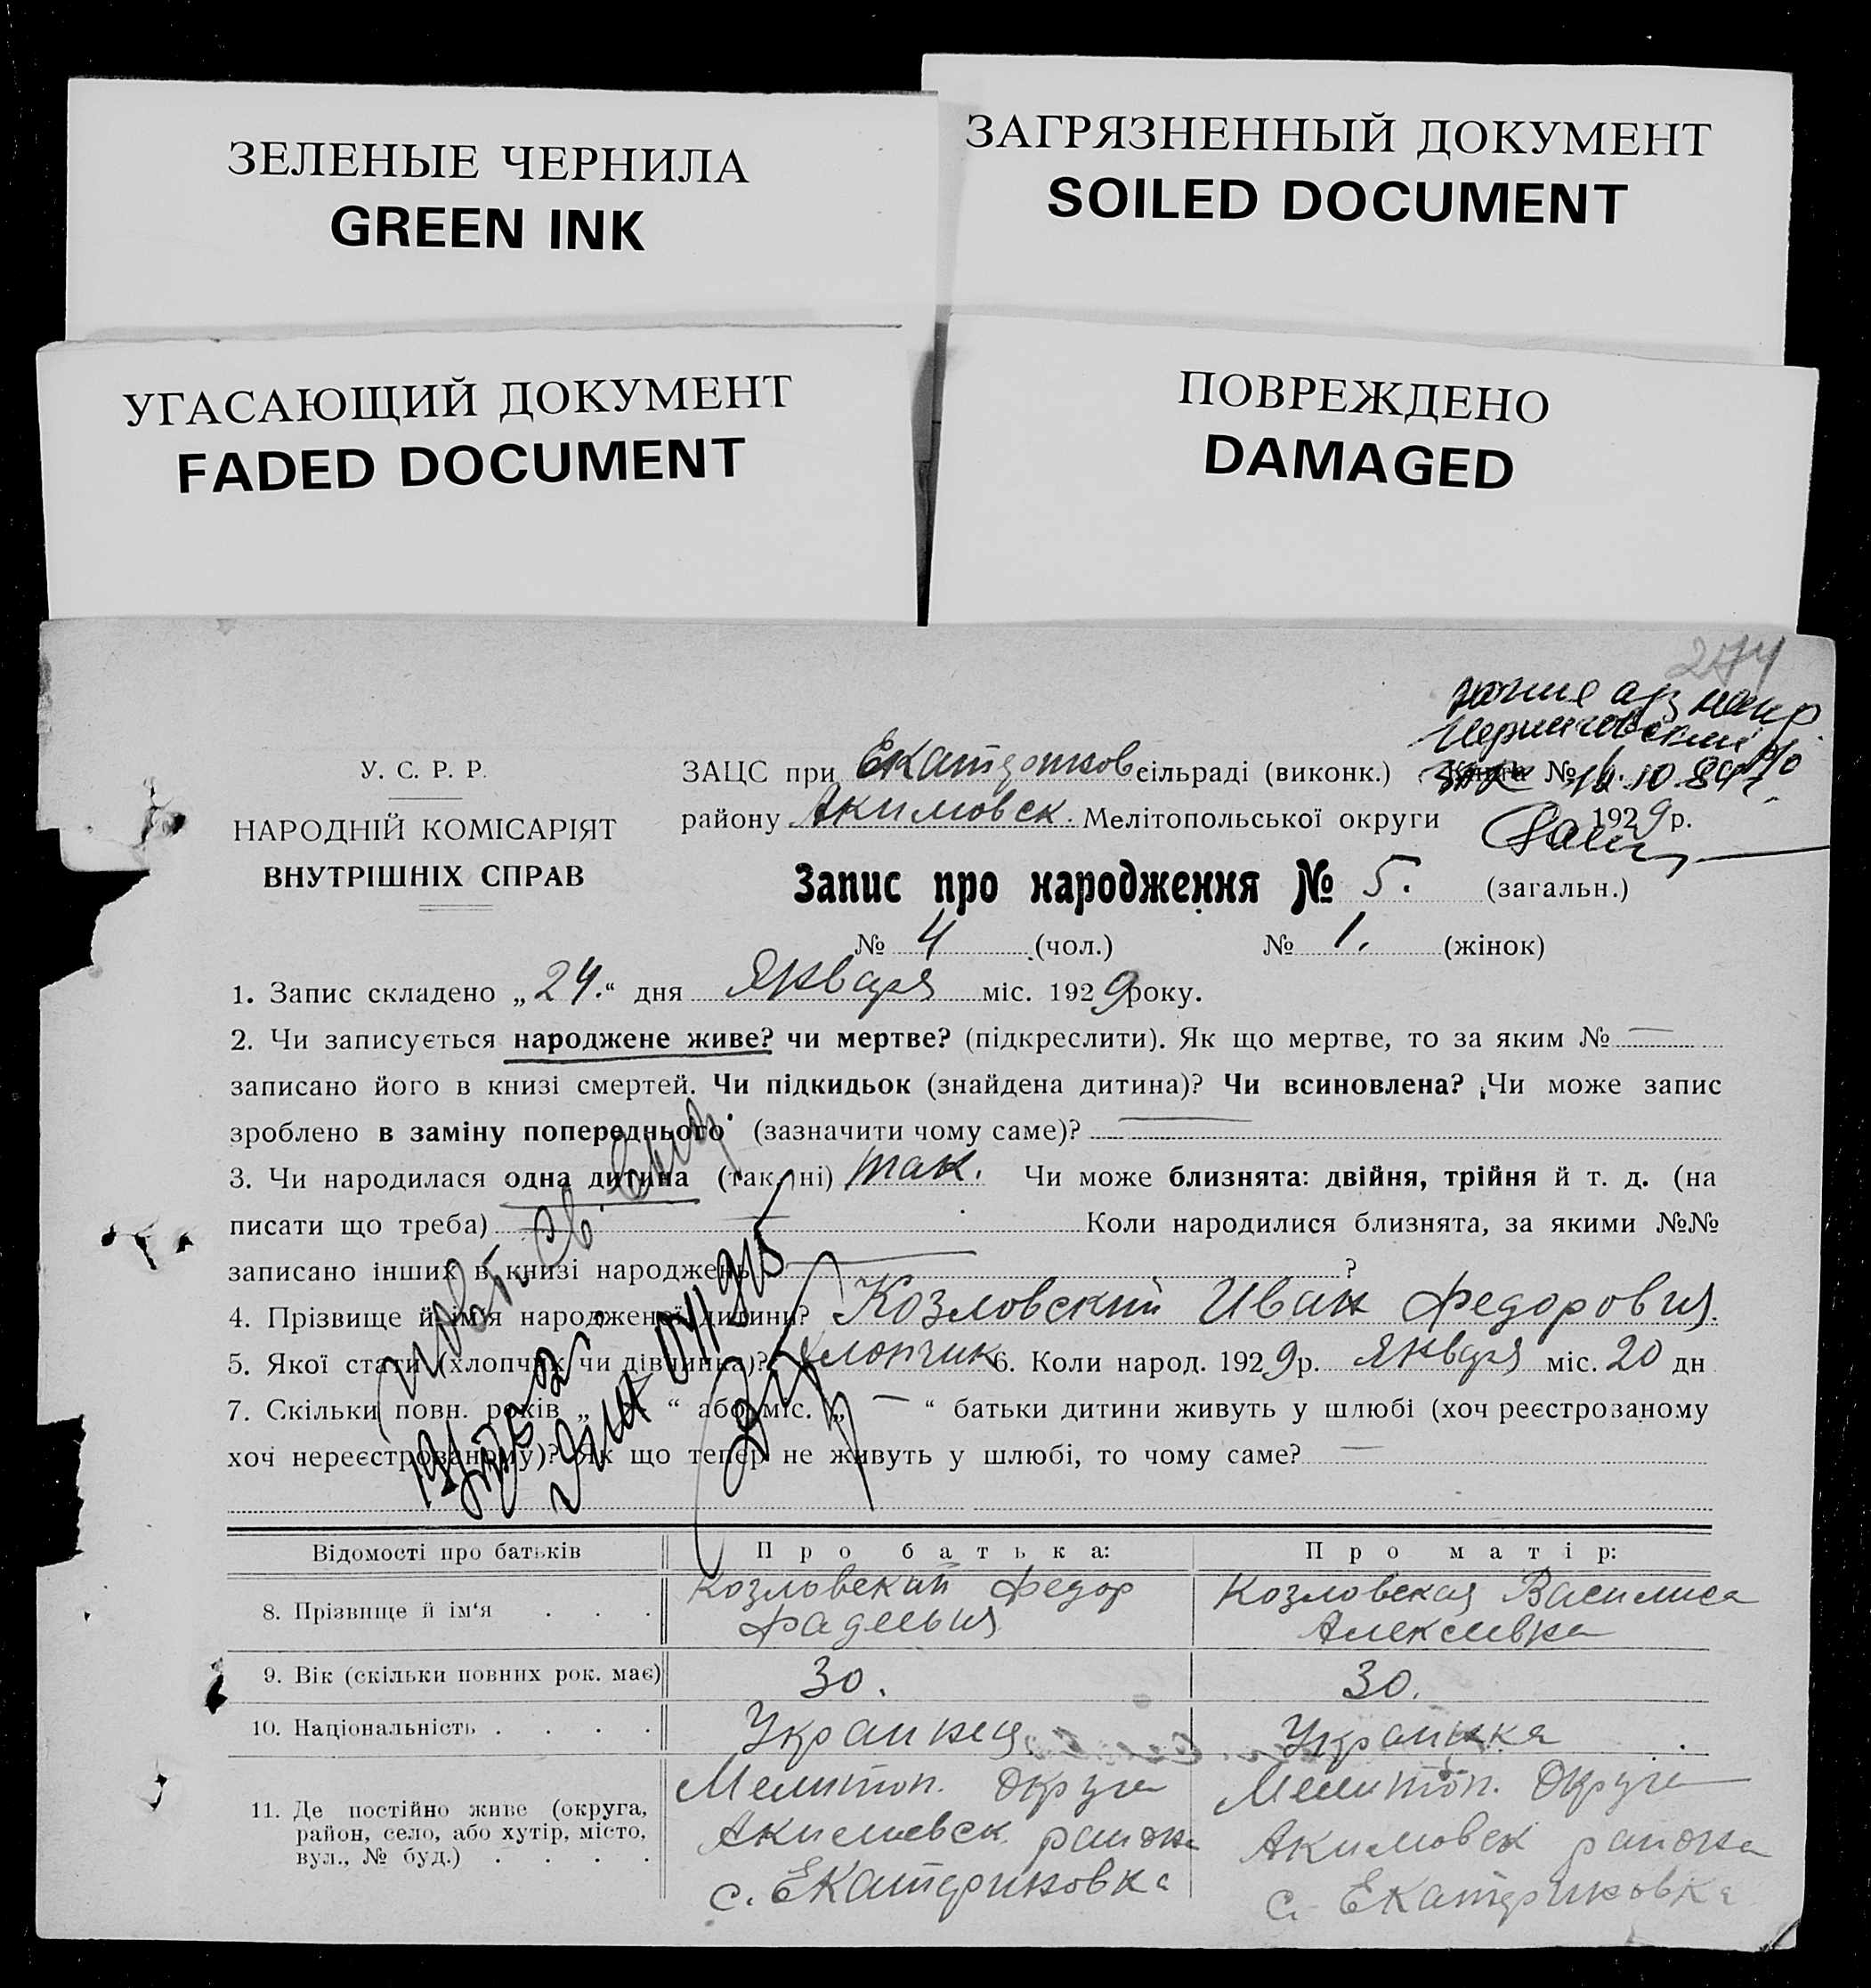 ЗЕЛЕНЫЕ ЧЕРНИЛА
GREEN INK
ЗАГРЯЗНЕННЫЙ ДОКУМЕНТ
SOILED DOCUMENT
УГАСАЮЩИЙ ДОКУМЕНТ
FADED DOCUMENT
ПОВРЕЖДЕНО
DAMAGED
У. С. Р. Р.
НАРОДНІЙ КОМІСАРІЯТ
ВНУТРІШНІХ СПРАВ
274
ЗАЦС при сільраді (виконк.) №
району Акимовск. Мелітопольської округи 1929 р.
Запис про народження № 5. (загальн.)
№ 4 (чол.) № 1. (жінок)
1. Запис складено „24.“ дня Января міс. 1929 року.
2. Чи записується народжене живе? чи мертве? (підкреслити). Як що мертве, то за яким № —
записано його в книзі смертей. Чи підкидьок (знайдена дитина)? Чи всиновлена? Чи може запис
зроблено в заміну попереднього (зазначити чому саме)? —
3. Чи народилася одна дитина (так, ні) так. Чи може близнята: двійня, трійня й т. д. (на
писати що треба) — Коли народилися близнята, за якими №№
записано інших в книзі народжень — ?
4. Прізвище й ім'я народженої дитини? Козловский Иван Федорович.
5. Якої стати (хлопчик чи дівчинка)? Хлопчик 6. Коли народ. 1929 р. Января міс. 20 дн
7. Скільки повн. років „ — “ або міс. „ — “ батьки дитини живуть у шлюбі (хоч реєстрованому
хоч нереєстрованому)? Як що тепер не живуть у шлюбі, то чому саме? —
Відомості про батьків Про батька: Про матір:
8. Прізвище й ім'я . . . Козловский Федор Козловская Василиса
Фадеевич Алексеевна
9. Вік (скільки повних рок. має) 30. 30.
10. Національність . . . . Украинец. Украинка
11. Де постійно живе (округа, район, село, або хутір, місто, вул., № буд.) . . . .
Мелитоп. Округи Мелитоп. Округи
Акимовск. района Акимовск района
с. Екатериновка с. Екатериновка